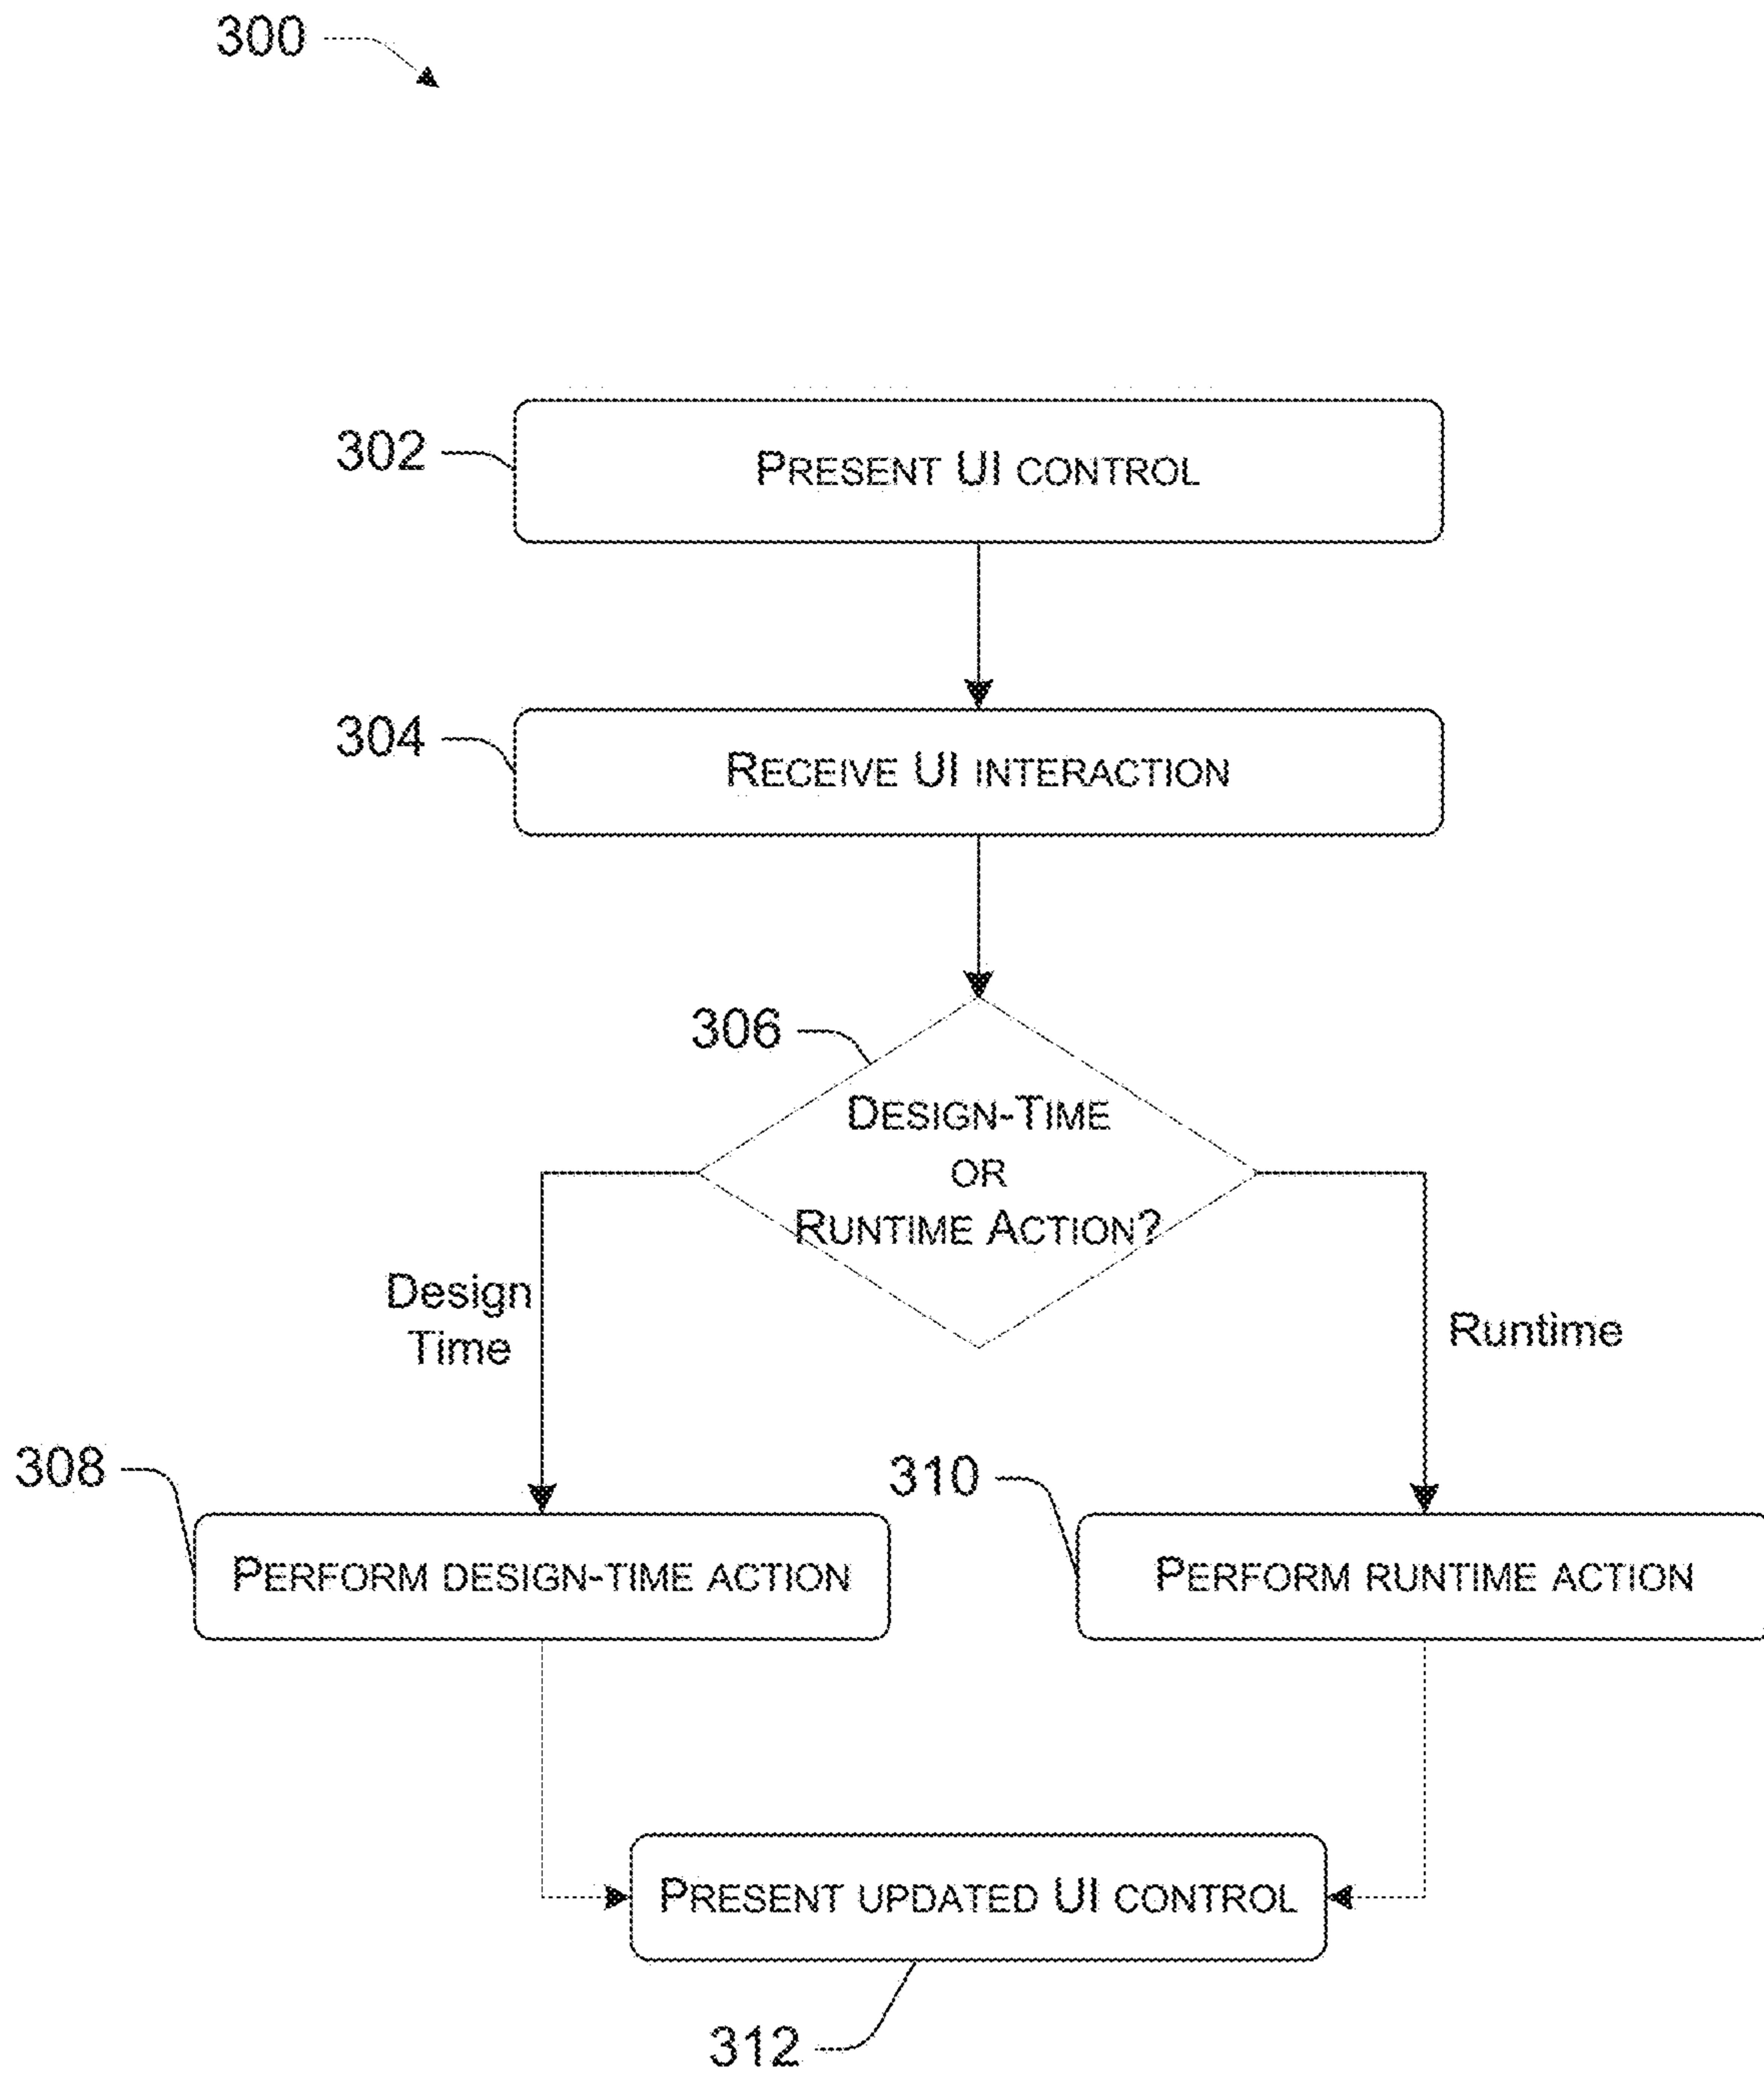 300
302
PRESENT UI CONTROL
304
RECEIVE UI INTERACTION
306
DESIGN-TIME
OR
RUNTIME ACTION?
Design
Time
Runtime
308
310
PERFORM DESIGN-TIME ACTION
PERFORM RUNTIME ACTION
PRESENT UPDATED UI CONTROL
312